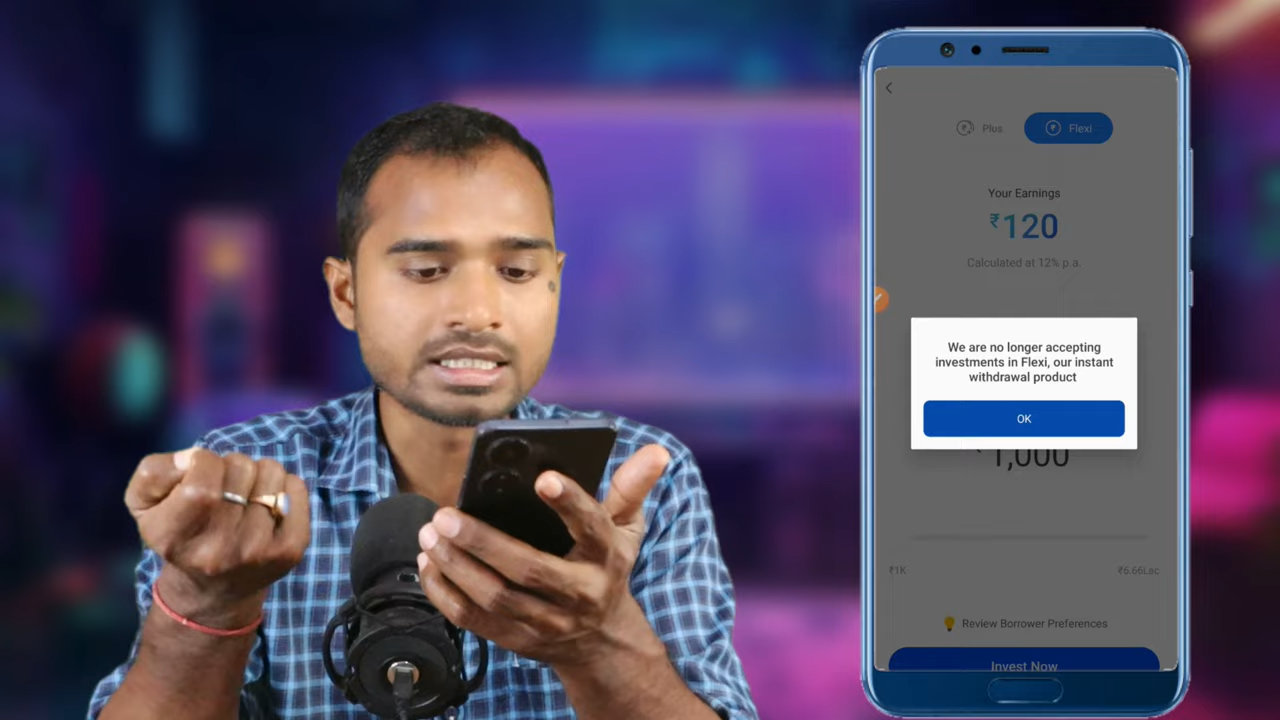 Plus
Flexi
Your Earnings
₹120
Calculated at 12% p.a.
We are no longer accepting
investments in Flexi, our instant
withdrawal product
OK
₹1,000
₹1K
₹6.66Lac
Review Borrower Preferences
Invest Now